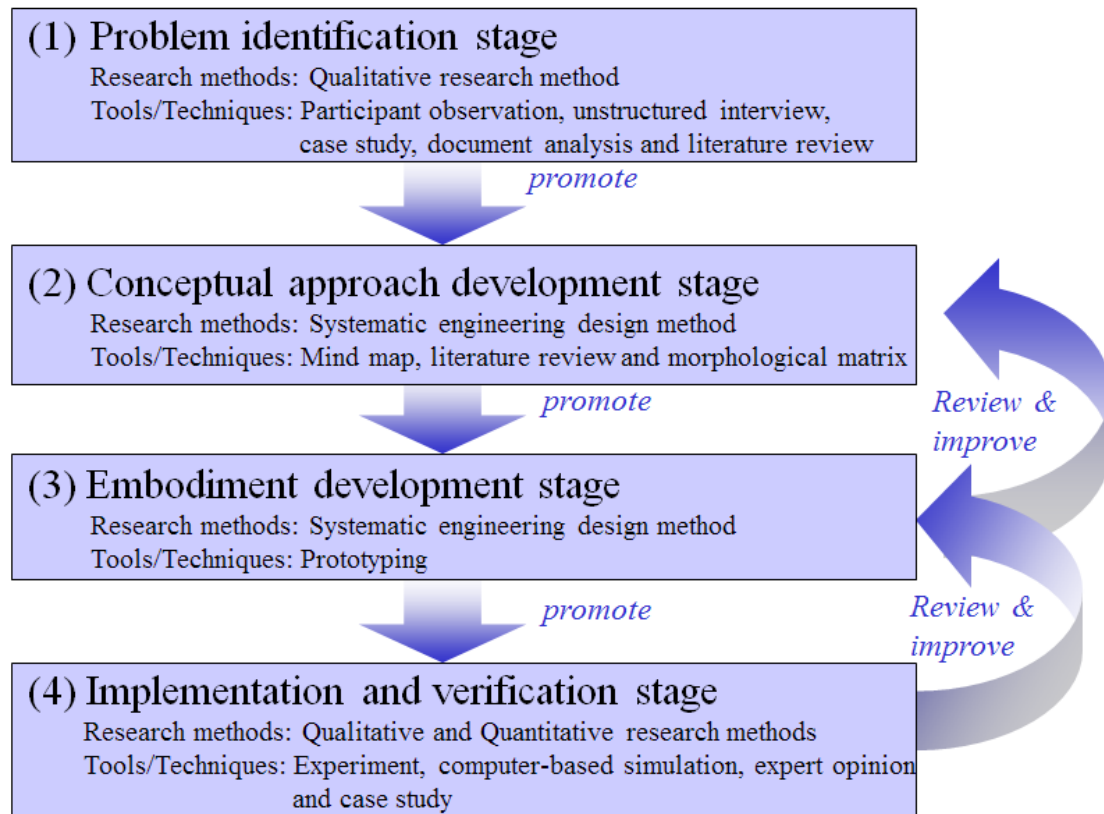 (1) Problem identification stage
Research methods: Qualitative research method
Tools/Techniques: Participant observation, unstructured interview,
case study, document analysis and literature review
promote
(2) Conceptual approach development stage
Research methods: Systematic engineering design method
Tools/Techniques: Mind map, literature review and morphological matrix
promote
Review &
improve
(3) Embodiment development stage
Research methods: Systematic engineering design method
Tools/Techniques: Prototyping
promote
Review &
improve
(4) Implementation and verification stage
Research methods: Qualitative and Quantitative research methods
Tools/Techniques: Experiment, computer-based simulation, expert opinion
and case study